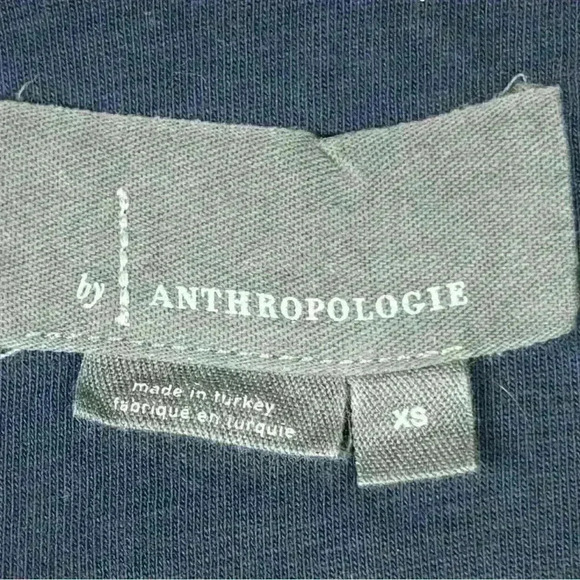 by ANTHROPOLOGIE
made in turkey
fabriqué en turquie
XS